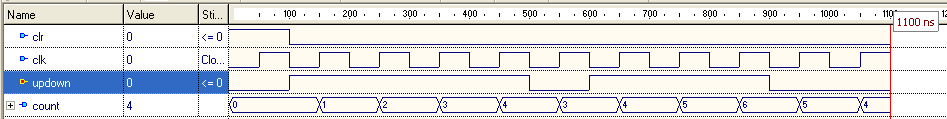 Name Value Sti... 100 200 300 400 500 600 700 800 900 1000 1100
1100 ns
clr 0 <= 0
clk 0 Clo...
updown 0 <= 0
count 4 0 1 2 3 4 3 4 5 6 5 4